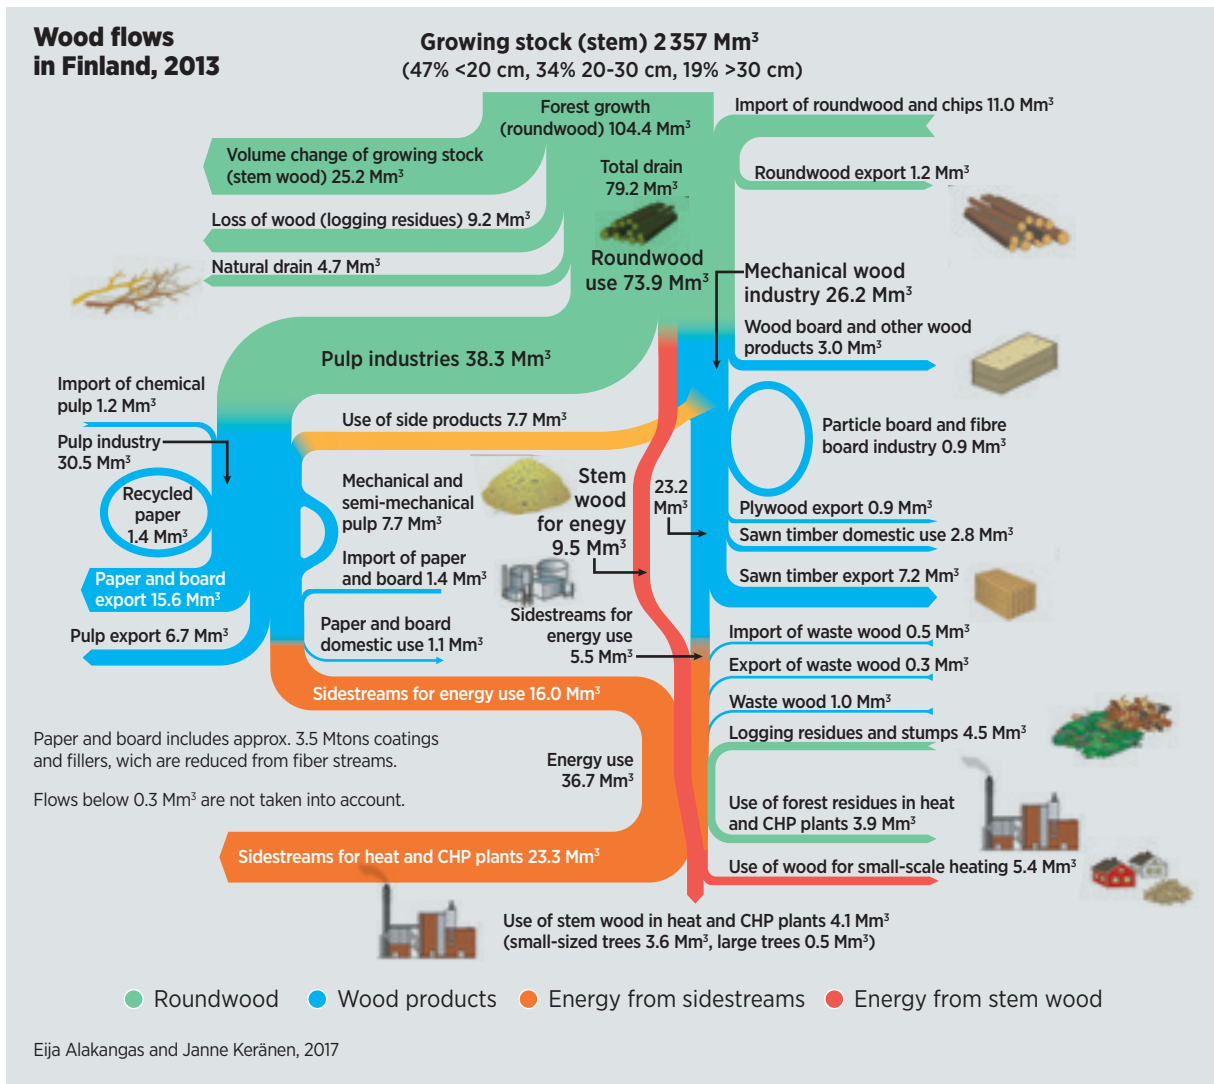 Wood flows
in Finland, 2013
Growing stock (stem) 2 357 Mm³
(47% <20 cm, 34% 20-30 cm, 19% >30 cm)
Forest growth
(roundwood) 104.4 Mm³
Import of roundwood and chips 11.0 Mm³
Volume change of growing stock
(stem wood) 25.2 Mm³
Total drain
79.2 Mm³
Roundwood export 1.2 Mm³
Loss of wood (logging residues) 9.2 Mm³
Natural drain 4.7 Mm³
Roundwood
use 73.9 Mm³
Mechanical wood
industry 26.2 Mm³
Wood board and other wood
products 3.0 Mm³
Pulp industries 38.3 Mm³
Import of chemical
pulp 1.2 Mm³
Use of side products 7.7 Mm³
Particle board and fibre
board industry 0.9 Mm³
Pulp industry
30.5 Mm³
Recycled
paper
1.4 Mm³
Mechanical and
semi-mechanical
pulp 7.7 Mm³
Stem
wood
for enegy
9.5 Mm³
23.2
Mm³
Plywood export 0.9 Mm³
Sawn timber domestic use 2.8 Mm³
Import of paper
and board 1.4 Mm³
Paper and board
export 15.6 Mm³
Sawn timber export 7.2 Mm³
Pulp export 6.7 Mm³
Paper and board
domestic use 1.1 Mm³
Sidestreams for
energy use
5.5 Mm³
Import of waste wood 0.5 Mm³
Export of waste wood 0.3 Mm³
Sidestreams for energy use 16.0 Mm³
Waste wood 1.0 Mm³
Logging residues and stumps 4.5 Mm³
Paper and board includes approx. 3.5 Mtons coatings
and fillers, wich are reduced from fiber streams.
Flows below 0.3 Mm³ are not taken into account.
Energy use
36.7 Mm³
Use of forest residues in heat
and CHP plants 3.9 Mm³
Sidestreams for heat and CHP plants 23.3 Mm³
Use of wood for small-scale heating 5.4 Mm³
Use of stem wood in heat and CHP plants 4.1 Mm³
(small-sized trees 3.6 Mm³, large trees 0.5 Mm³)
Roundwood
Wood products
Energy from sidestreams
Energy from stem wood
Eija Alakangas and Janne Keränen, 2017